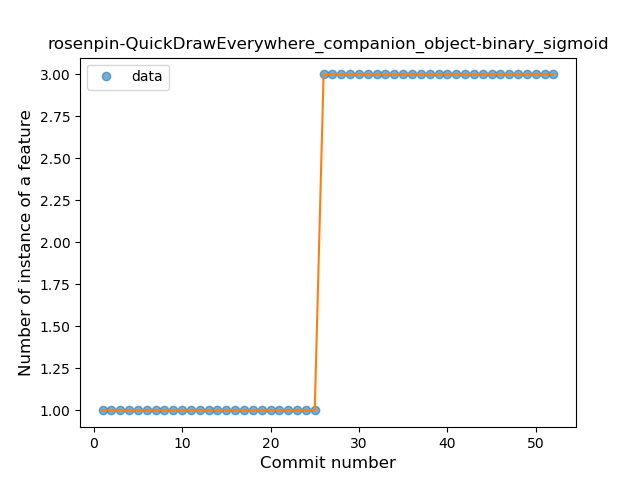 rosenpin-QuickDrawEverywhere_companion_object-binary_sigmoid
data
Number of instance of a feature
3.00
2.75
2.50
2.25
2.00
1.75
1.50
1.25
1.00
0 10 20 30 40 50
Commit number